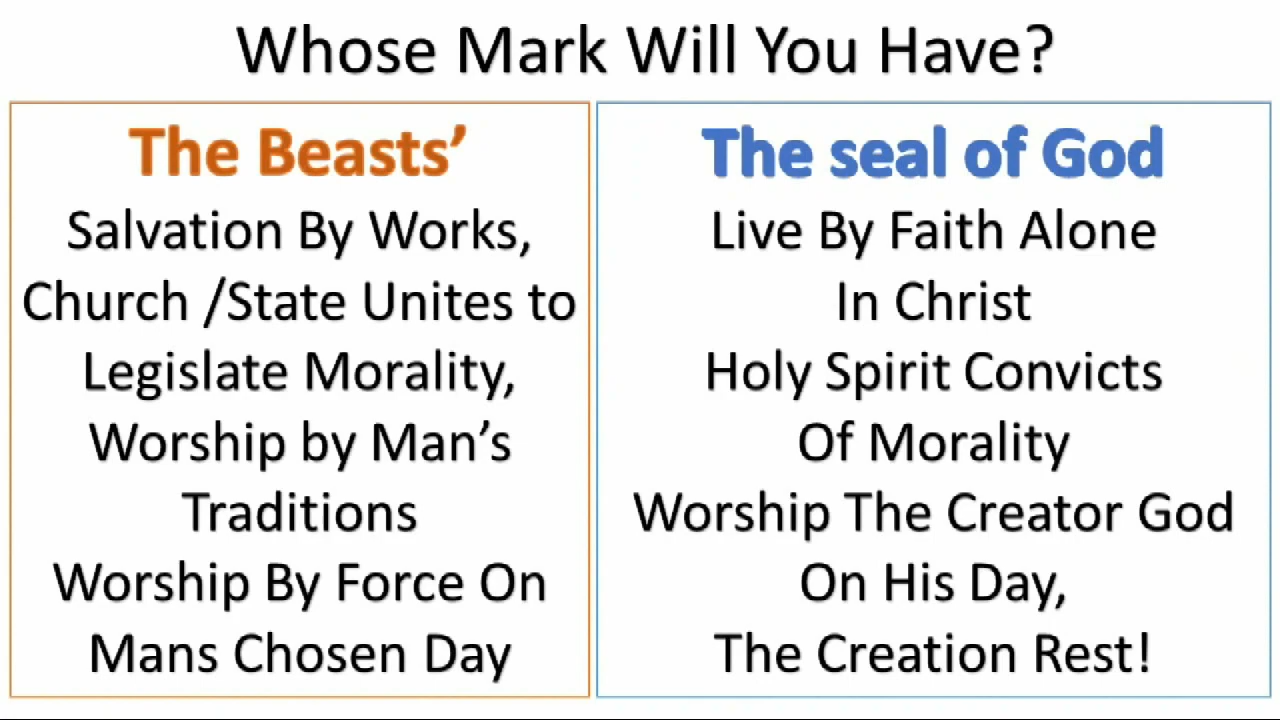 Whose Mark Will You Have?
The Beasts’
Salvation By Works,
Church /State Unites to
Legislate Morality,
Worship by Man’s
Traditions
Worship By Force On
Mans Chosen Day
The seal of God
Live By Faith Alone
In Christ
Holy Spirit Convicts
Of Morality
Worship The Creator God
On His Day,
The Creation Rest!